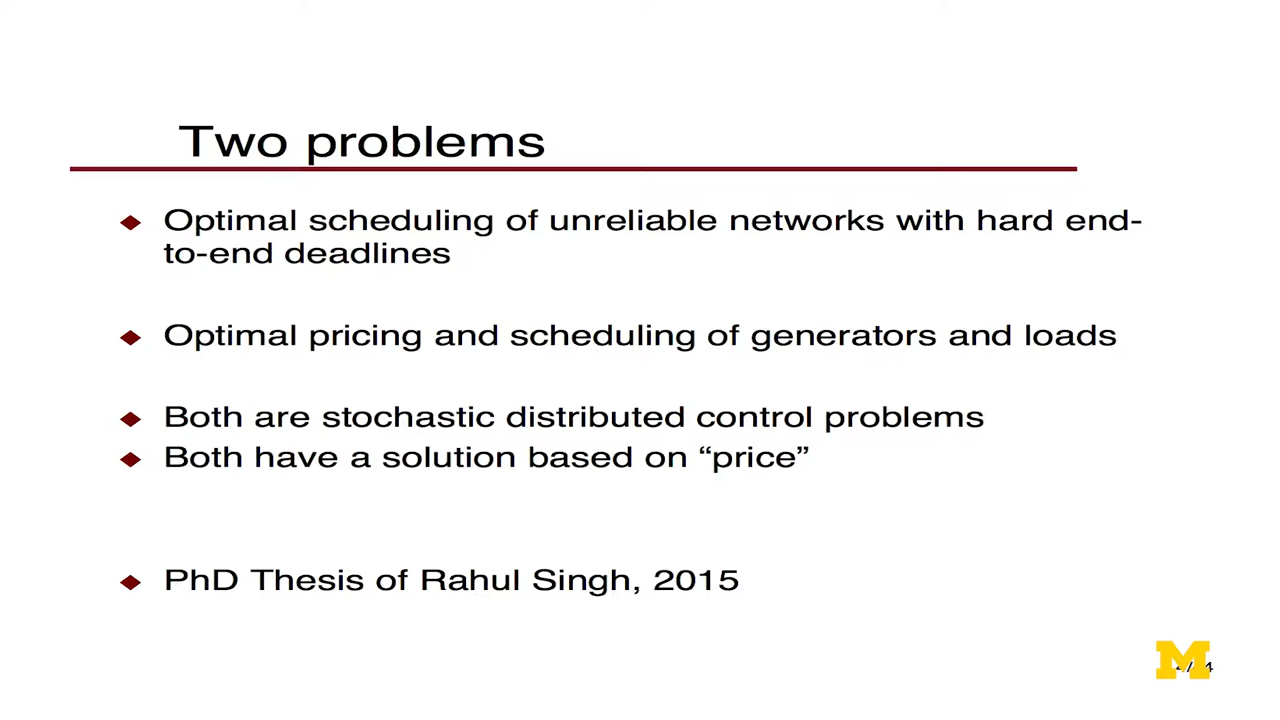 Two problems
Optimal scheduling of unreliable networks with hard end-
to-end deadlines
Optimal pricing and scheduling of generators and loads
Both are stochastic distributed control problems
Both have a solution based on “price”
PhD Thesis of Rahul Singh, 2015
M